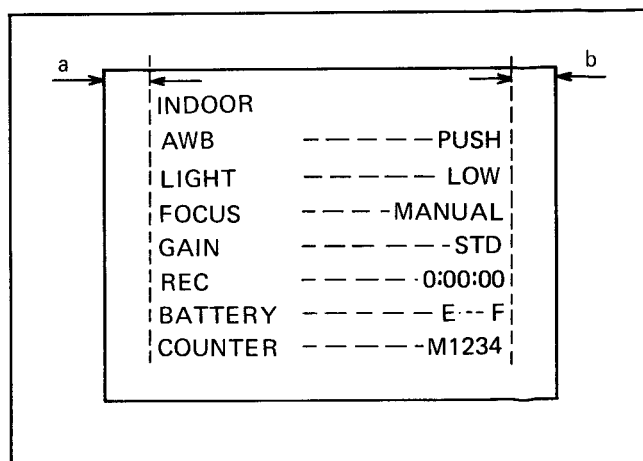 a b
INDOOR
AWB ------PUSH
LIGHT ------ LOW
FOCUS ----MANUAL
GAIN ------STD
REC ------0:00:00
BATTERY ------ E --- F
COUNTER ------M1234